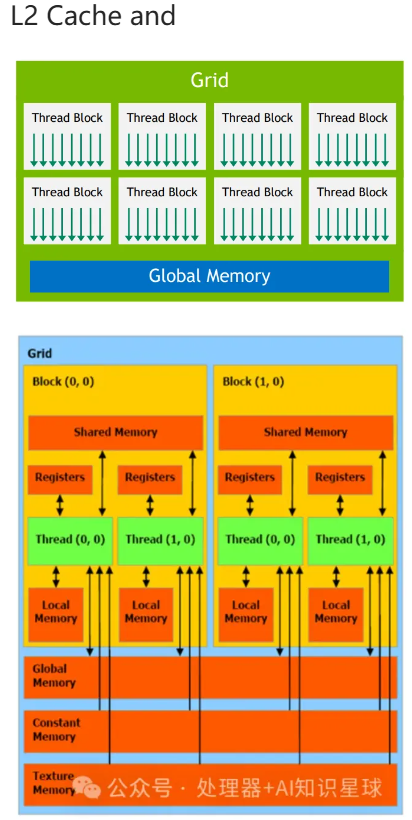 L2 Cache and
Grid
Thread Block Thread Block Thread Block Thread Block
Thread Block Thread Block Thread Block Thread Block
Global Memory
Grid
Block (0, 0) Block (1, 0)
Shared Memory Shared Memory
Registers Registers Registers Registers
Thread (0, 0) Thread (1, 0) Thread (0, 0) Thread (1, 0)
Local Local Local Local
Memory Memory Memory Memory
Global
Memory
Constant
Memory
Texture
Memory
公众号 · 处理器+AI知识星球